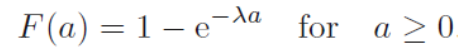 F(a) = 1 − e^{−λa} for a ≥ 0